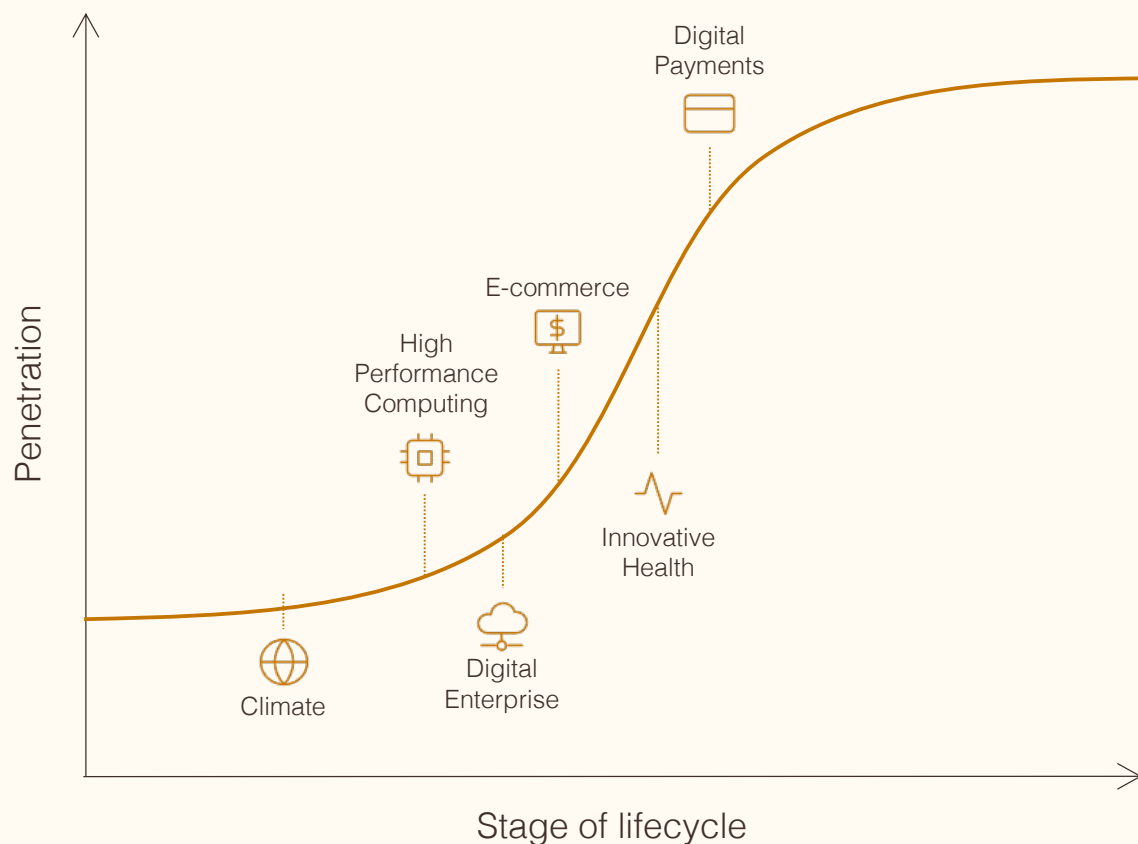 Digital
Payments
E-commerce
High
Performance
Computing
Innovative
Health
Digital
Enterprise
Climate
Penetration
Stage of lifecycle
$